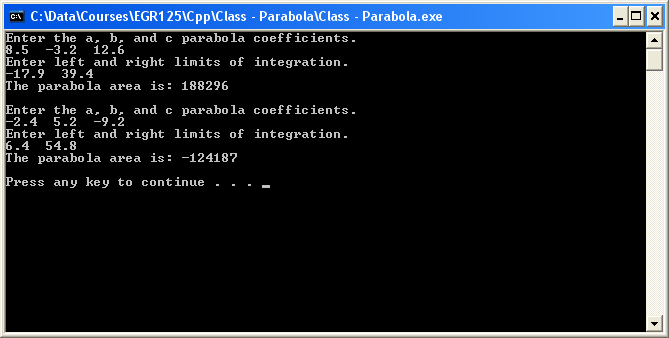 C:\Data\Courses\EGR125\Cpp\Class - Parabola\Class - Parabola.exe
Enter the a, b, and c parabola coefficients.
8.5  -3.2  12.6
Enter left and right limits of integration.
-17.9  39.4
The parabola area is: 188296
Enter the a, b, and c parabola coefficients.
-2.4  5.2  -9.2
Enter left and right limits of integration.
6.4  54.8
The parabola area is: -124187
Press any key to continue . . . _